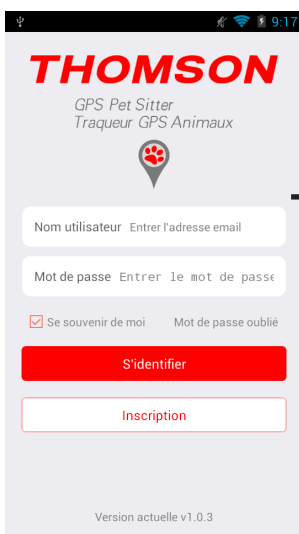 9:17
THOMSON
GPS Pet Sitter
Traqueur GPS Animaux
Nom utilisateur Entrer l'adresse email
Mot de passe Entrer le mot de passe
Se souvenir de moi Mot de passe oublié
S'identifier
Inscription
Version actuelle v1.0.3